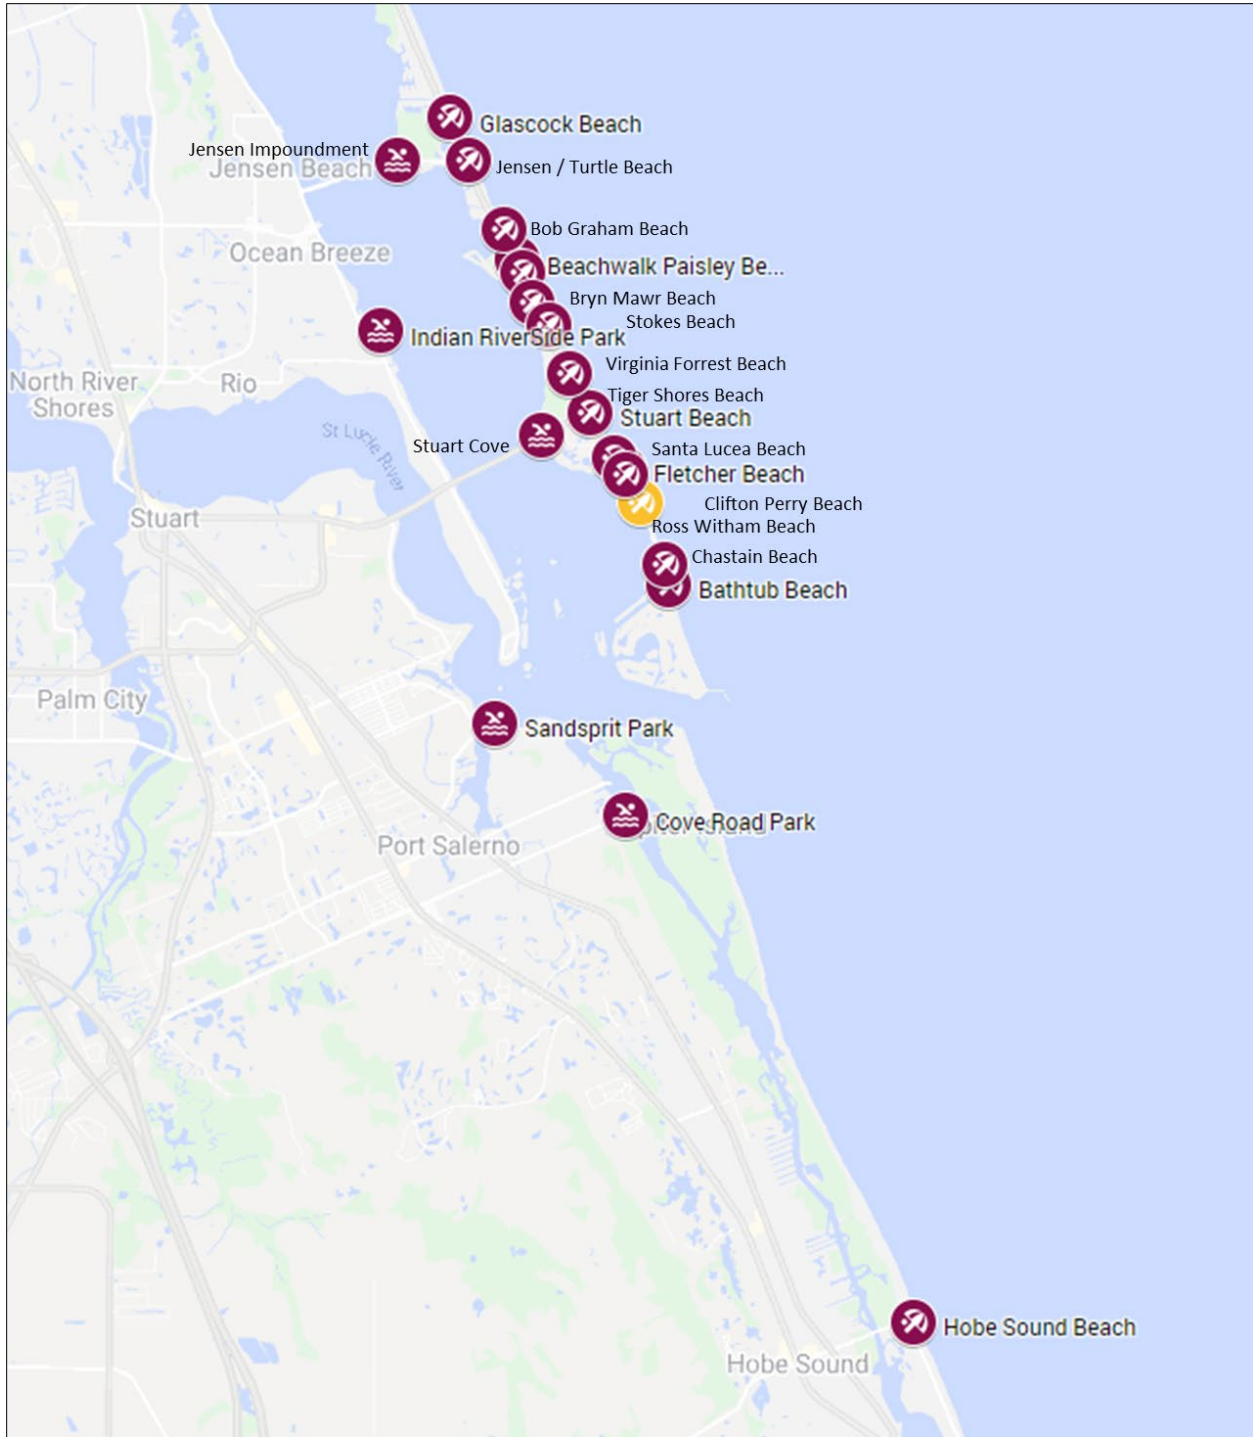 Glascock Beach
Jensen Impoundment
Jensen Beach
Jensen / Turtle Beach
Bob Graham Beach
Ocean Breeze
Beachwalk Paisley Be...
Bryn Mawr Beach
Stokes Beach
Indian RiverSide Park
Virginia Forrest Beach
North River
Shores
Rio
Tiger Shores Beach
Stuart Beach
St Lucie River
Stuart Cove
Santa Lucea Beach
Fletcher Beach
Clifton Perry Beach
Stuart
Ross Witham Beach
Chastain Beach
Bathtub Beach
Palm City
Sandsprit Park
Cove Road Park
Port Salerno
Hobe Sound Beach
Hobe Sound